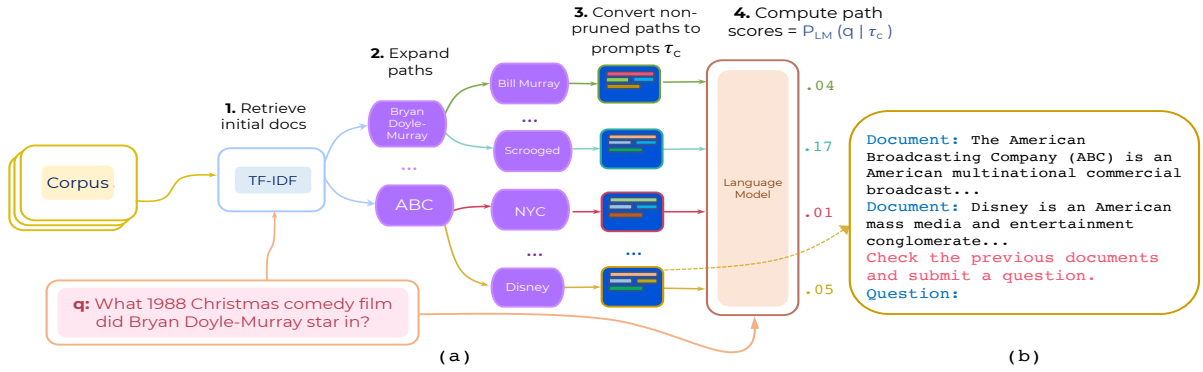 1. Retrieve
initial docs
2. Expand
paths
3. Convert non-
pruned paths to
prompts τc
4. Compute path
scores = PLM (q | τc )
Corpus
TF-IDF
Bryan
Doyle-
Murray
...
ABC
Bill Murray
...
Scrooged
NYC
...
Disney
...
Language
Model
.04
.17
.01
.05
q: What 1988 Christmas comedy film
did Bryan Doyle-Murray star in?
(a)
Document: The American
Broadcasting Company (ABC) is an
American multinational commercial
broadcast...
Document: Disney is an American
mass media and entertainment
conglomerate...
Check the previous documents
and submit a question.
Question:
(b)